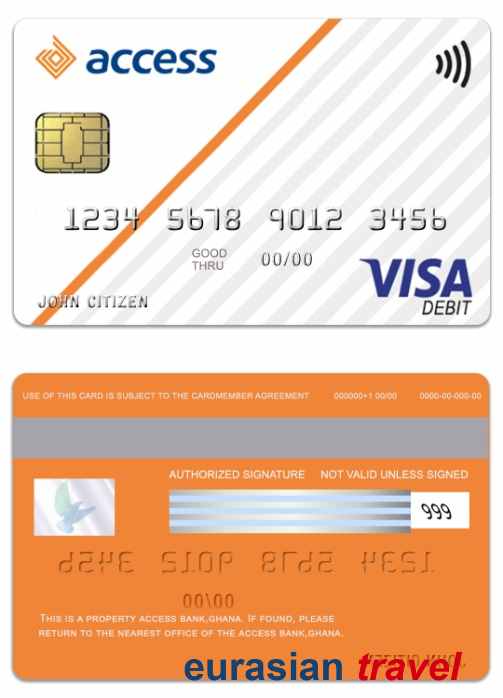 access
1234 5678 9012 3456
GOOD
THRU 00/00
VISA
DEBIT
JOHN CITIZEN
USE OF THIS CARD IS SUBJECT TO THE CARDMEMBER AGREEMENT 000000+1 00/00 0000-00-000-00
AUTHORIZED SIGNATURE NOT VALID UNLESS SIGNED
999
00/00
THIS IS A PROPERTY ACCESS BANK,GHANA. IF FOUND, PLEASE
RETURN TO THE NEAREST OFFICE OF THE ACCESS BANK,GHANA.
eurasian travel